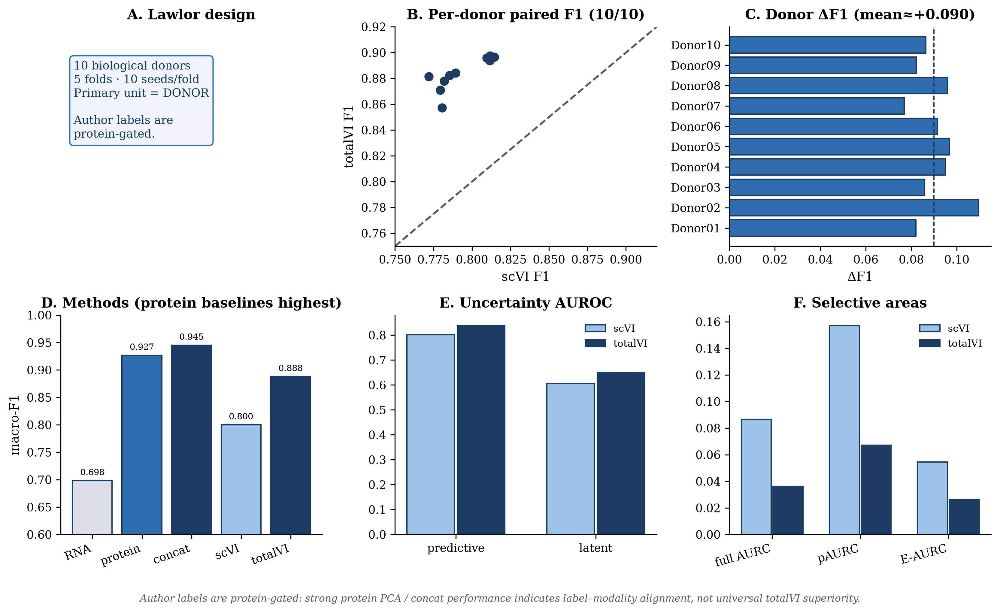 A. Lawlor design
10 biological donors
5 folds · 10 seeds/fold
Primary unit = DONOR
Author labels are
protein-gated.
B. Per-donor paired F1 (10/10)
0.92
0.90
0.88
0.86
0.84
0.82
0.80
0.78
0.76
totalVI F1
0.750 0.775 0.800 0.825 0.850 0.875 0.900
scVI F1
C. Donor ΔF1 (mean≈+0.090)
Donor10
Donor09
Donor08
Donor07
Donor06
Donor05
Donor04
Donor03
Donor02
Donor01
0.00 0.02 0.04 0.06 0.08 0.10
ΔF1
D. Methods (protein baselines highest)
1.00
0.95
0.90
0.85
0.80
0.75
0.70
0.65
0.60
macro-F1
0.698
0.927
0.945
0.800
0.888
RNA protein concat scVI totalVI
E. Uncertainty AUROC
scVI
totalVI
0.8
0.7
0.6
0.5
0.4
0.3
0.2
0.1
0.0
predictive latent
F. Selective areas
scVI
totalVI
0.16
0.14
0.12
0.10
0.08
0.06
0.04
0.02
0.00
full AURC pAURC E-AURC
Author labels are protein-gated: strong protein PCA / concat performance indicates label–modality alignment, not universal totalVI superiority.